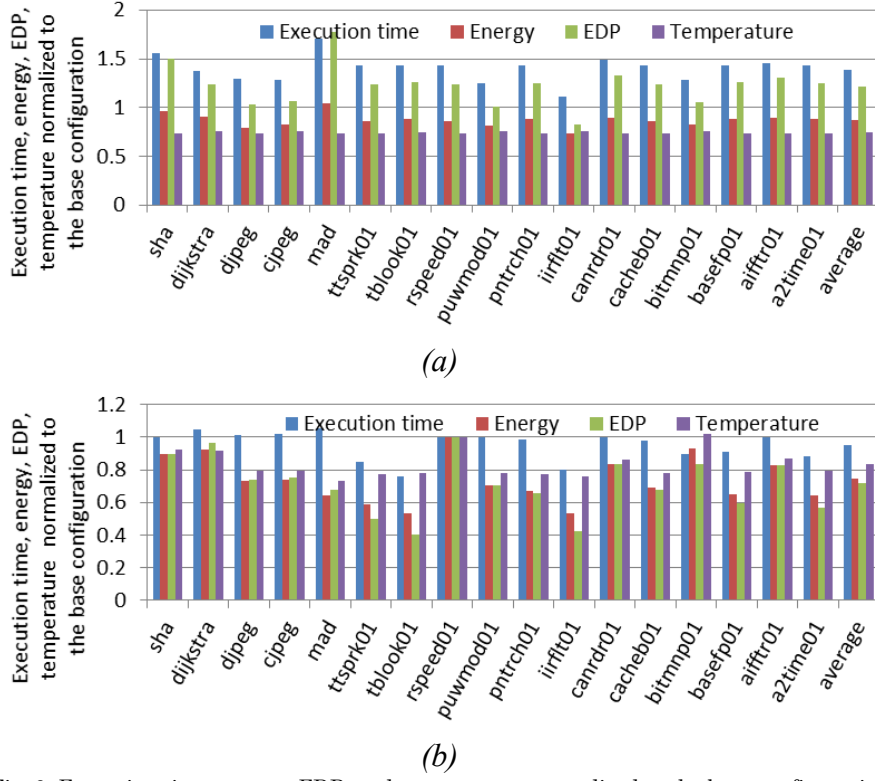 Execution time, energy, EDP,
temperature normalized to
the base configuration
2
1.5
1
0.5
0
Execution time Energy EDP Temperature
sha dijkstra djpeg cjpeg mad ttsprk01 tblook01 rspeed01 puwmod01 pntrch01 iirflt01 canrdr01 cacheb01 bitmnp01 basefp01 aifftr01 a2time01 average
(a)
Execution time, energy, EDP,
temperature normalized to
the base configuration
1.2
1
0.8
0.6
0.4
0.2
0
Execution time Energy EDP Temperature
sha dijkstra djpeg cjpeg mad ttsprk01 tblook01 rspeed01 puwmod01 pntrch01 iirflt01 canrdr01 cacheb01 bitmnp01 basefp01 aifftr01 a2time01 average
(b)